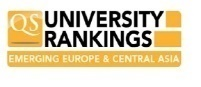 QS UNIVERSITY
RANKINGS
EMERGING EUROPE & CENTRAL ASIA